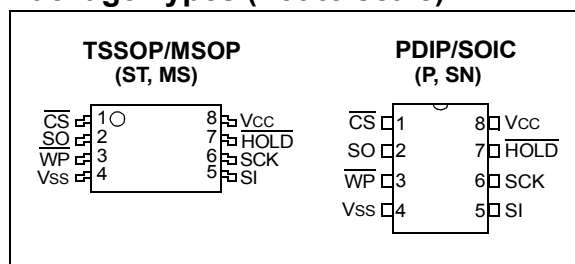 TSSOP/MSOP
(ST, MS)
CS 1 8 VCC
SO 2 7 HOLD
WP 3 6 SCK
VSS 4 5 SI
PDIP/SOIC
(P, SN)
CS 1 8 VCC
SO 2 7 HOLD
WP 3 6 SCK
VSS 4 5 SI